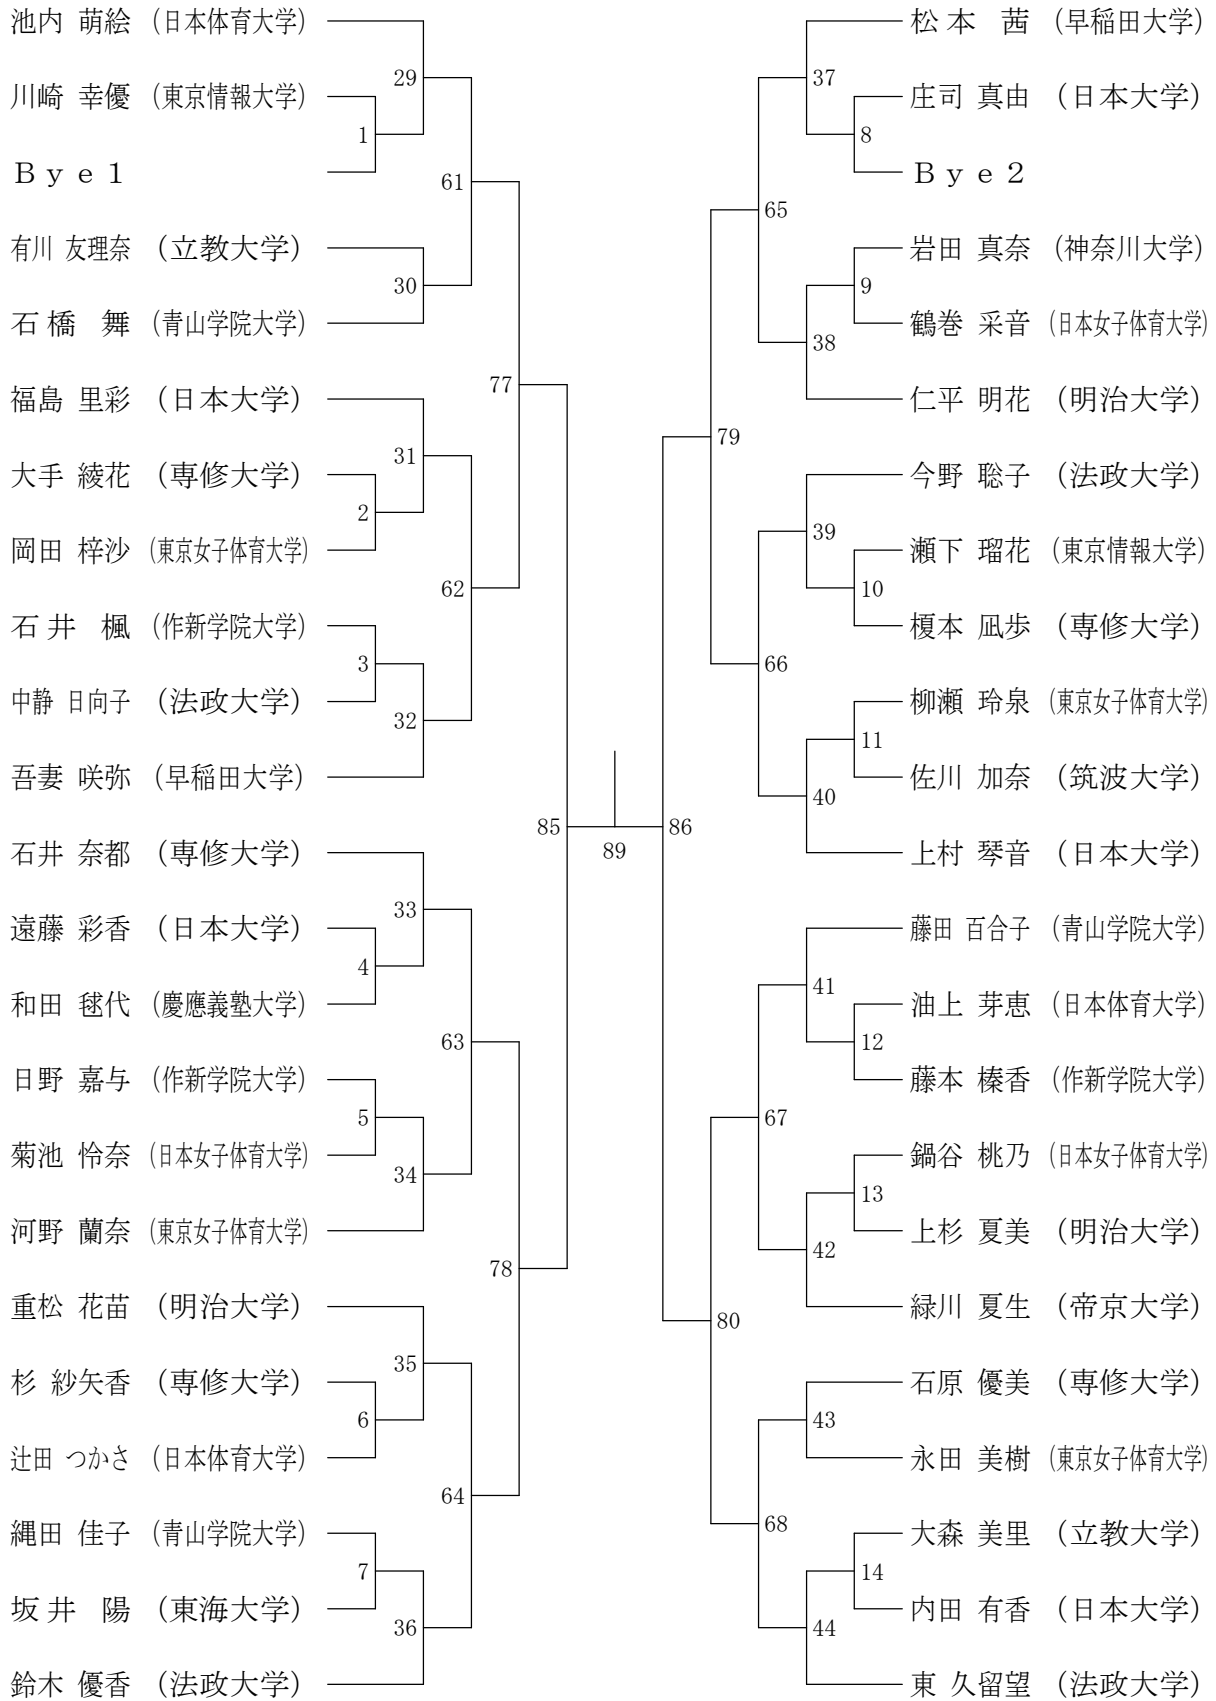 池内 萌絵 (日本体育大学)
29
川崎 幸優 (東京情報大学)
1
Bye1
61
有川 友理奈 (立教大学)
30
石橋 舞 (青山学院大学)
77
福島 里彩 (日本大学)
31
大手 綾花 (専修大学)
2
岡田 梓沙 (東京女子体育大学)
62
石井 楓 (作新学院大学)
3
中静 日向子 (法政大学)
32
吾妻 咲弥 (早稲田大学)
85
石井 奈都 (専修大学)
33
遠藤 彩香 (日本大学)
4
和田 毬代 (慶應義塾大学)
63
日野 嘉与 (作新学院大学)
5
菊池 怜奈 (日本女子体育大学)
34
河野 蘭奈 (東京女子体育大学)
78
重松 花苗 (明治大学)
35
杉 紗矢香 (専修大学)
6
辻田 つかさ (日本体育大学)
64
縄田 佳子 (青山学院大学)
7
坂井 陽 (東海大学)
36
鈴木 優香 (法政大学)
89
松本 茜 (早稲田大学)
37
庄司 真由 (日本大学)
8
Bye2
65
岩田 真奈 (神奈川大学)
9
鶴巻 采音 (日本女子体育大学)
38
仁平 明花 (明治大学)
79
今野 聡子 (法政大学)
39
瀬下 瑠花 (東京情報大学)
10
榎本 凪歩 (専修大学)
66
柳瀬 玲泉 (東京女子体育大学)
11
佐川 加奈 (筑波大学)
40
86
上村 琴音 (日本大学)
藤田 百合子 (青山学院大学)
41
油上 芽恵 (日本体育大学)
12
藤本 榛香 (作新学院大学)
67
鍋谷 桃乃 (日本女子体育大学)
13
上杉 夏美 (明治大学)
42
緑川 夏生 (帝京大学)
80
石原 優美 (専修大学)
43
永田 美樹 (東京女子体育大学)
68
大森 美里 (立教大学)
14
内田 有香 (日本大学)
44
東 久留望 (法政大学)